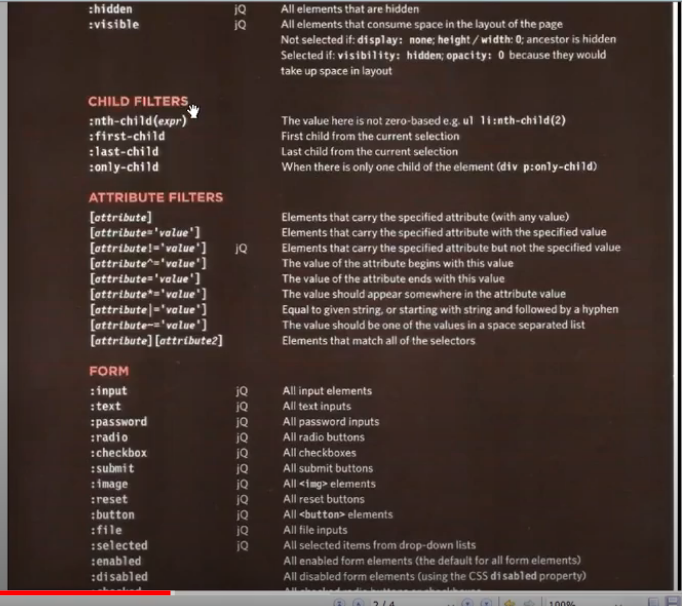 :hidden jQ All elements that are hidden
:visible jQ All elements that consume space in the layout of the page
Not selected if: display: none; height / width: 0; ancestor is hidden
Selected if: visibility: hidden; opacity: 0 because they would
take up space in layout
CHILD FILTERS
:nth-child(expr) The value here is not zero-based e.g. ul li:nth-child(2)
:first-child First child from the current selection
:last-child Last child from the current selection
:only-child When there is only one child of the element (div p:only-child)
ATTRIBUTE FILTERS
[attribute] Elements that carry the specified attribute (with any value)
[attribute='value'] Elements that carry the specified attribute with the specified value
[attribute!='value'] jQ Elements that carry the specified attribute but not the specified value
[attribute^='value'] The value of the attribute begins with this value
[attribute='value'] The value of the attribute ends with this value
[attribute*='value'] The value should appear somewhere in the attribute value
[attribute|='value'] Equal to given string, or starting with string and followed by a hyphen
[attribute~='value'] The value should be one of the values in a space separated list
[attribute][attribute2] Elements that match all of the selectors
FORM
:input jQ All input elements
:text jQ All text inputs
:password jQ All password inputs
:radio jQ All radio buttons
:checkbox jQ All checkboxes
:submit jQ All submit buttons
:image jQ All <img> elements
:reset jQ All reset buttons
:button jQ All <button> elements
:file jQ All file inputs
:selected jQ All selected items from drop-down lists
:enabled All enabled form elements (the default for all form elements)
:disabled All disabled form elements (using the CSS disabled property)
2 / 4 100%